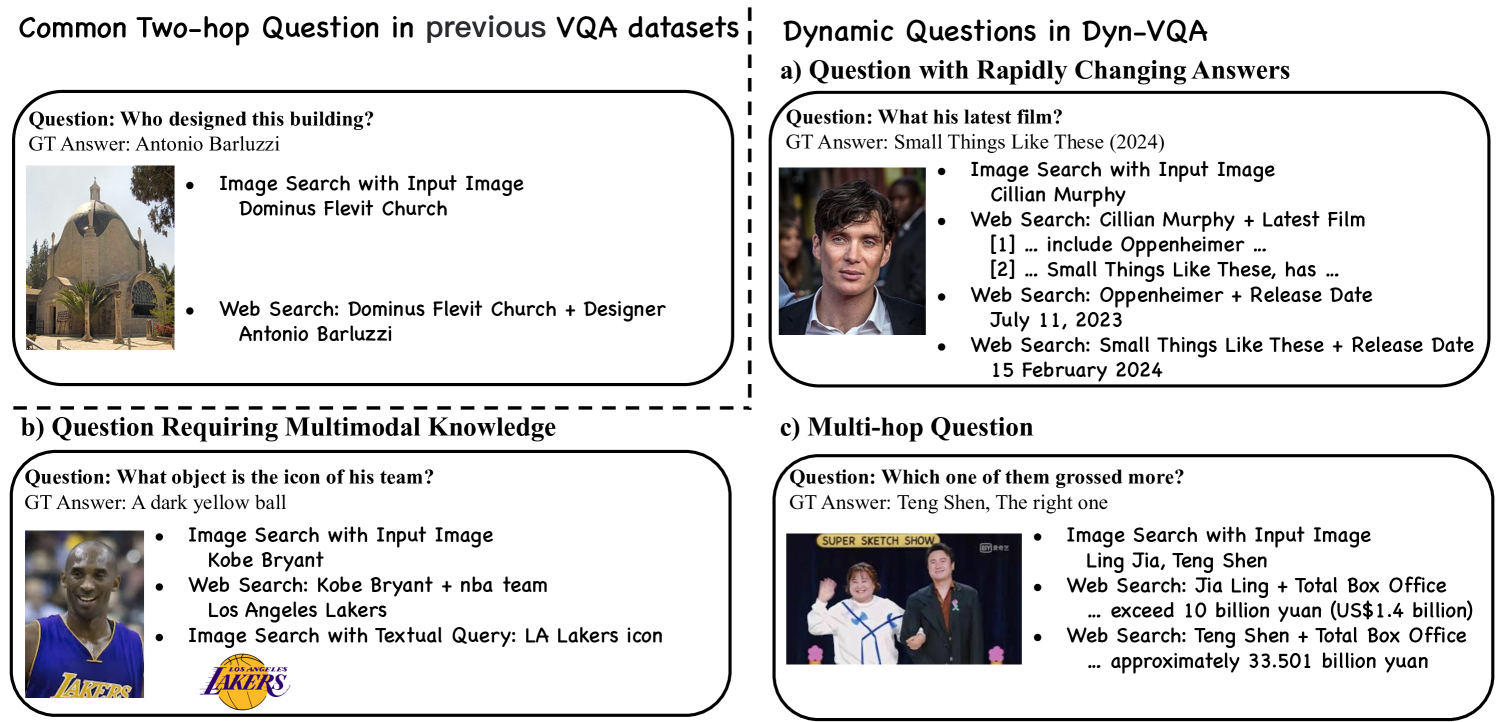 Common Two-hop Question in previous VQA datasets
Question: Who designed this building?
GT Answer: Antonio Barluzzi
• Image Search with Input Image
Dominus Flevit Church
• Web Search: Dominus Flevit Church + Designer
Antonio Barluzzi
Dynamic Questions in Dyn-VQA
a) Question with Rapidly Changing Answers
Question: What his latest film?
GT Answer: Small Things Like These (2024)
• Image Search with Input Image
Cillian Murphy
• Web Search: Cillian Murphy + Latest Film
[1] ... include Oppenheimer ...
[2] ... Small Things Like These, has ...
• Web Search: Oppenheimer + Release Date
July 11, 2023
• Web Search: Small Things Like These + Release Date
15 February 2024
b) Question Requiring Multimodal Knowledge
Question: What object is the icon of his team?
GT Answer: A dark yellow ball
• Image Search with Input Image
Kobe Bryant
• Web Search: Kobe Bryant + nba team
Los Angeles Lakers
• Image Search with Textual Query: LA Lakers icon
LAKERS
LOS ANGELES
LAKERS
c) Multi-hop Question
Question: Which one of them grossed more?
GT Answer: Teng Shen, The right one
SUPER SKETCH SHOW
iQIYI 爱奇艺
• Image Search with Input Image
Ling Jia, Teng Shen
• Web Search: Jia Ling + Total Box Office
... exceed 10 billion yuan (US$1.4 billion)
• Web Search: Teng Shen + Total Box Office
... approximately 33.501 billion yuan